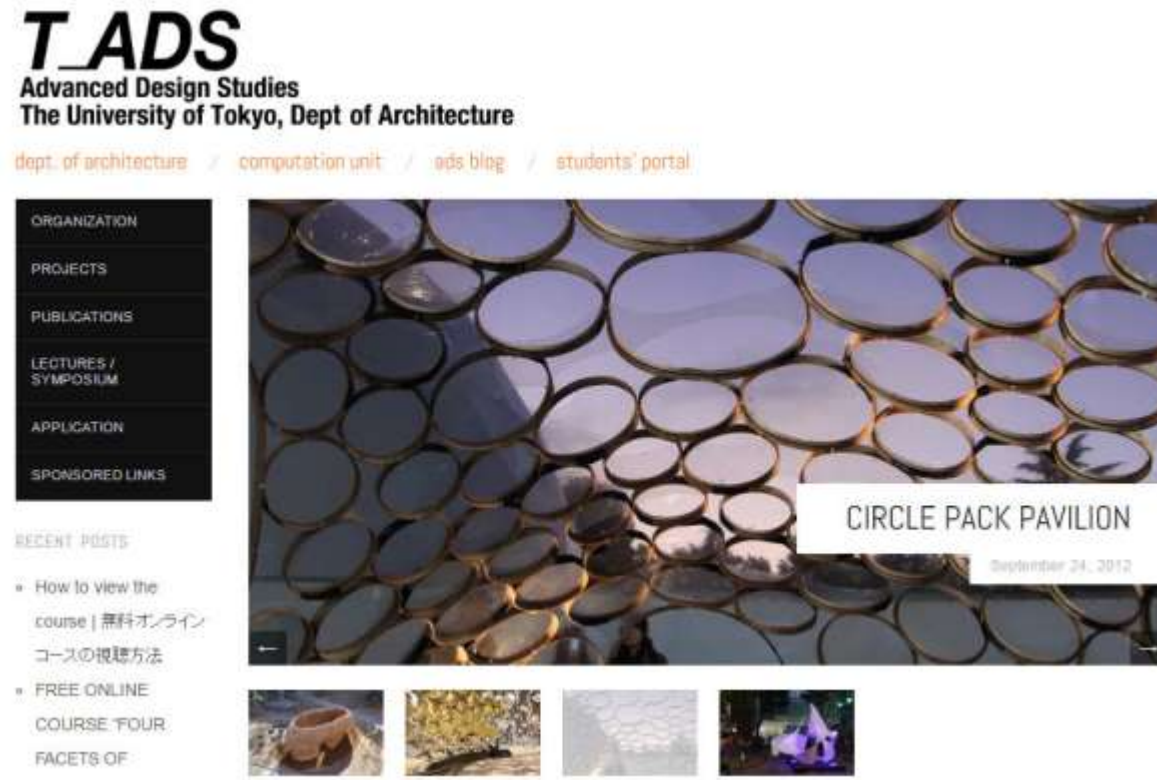 T_ADS
Advanced Design Studies
The University of Tokyo, Dept of Architecture
dept. of architecture / computation unit / ads blog / students' portal
ORGANIZATION
PROJECTS
PUBLICATIONS
LECTURES /
SYMPOSIUM
APPLICATION
SPONSORED LINKS
CIRCLE PACK PAVILION
September 24, 2012
RECENT POSTS
» How to view the
course | 無料オンライン
コースの視聴方法
» FREE ONLINE
COURSE "FOUR
FACETS OF